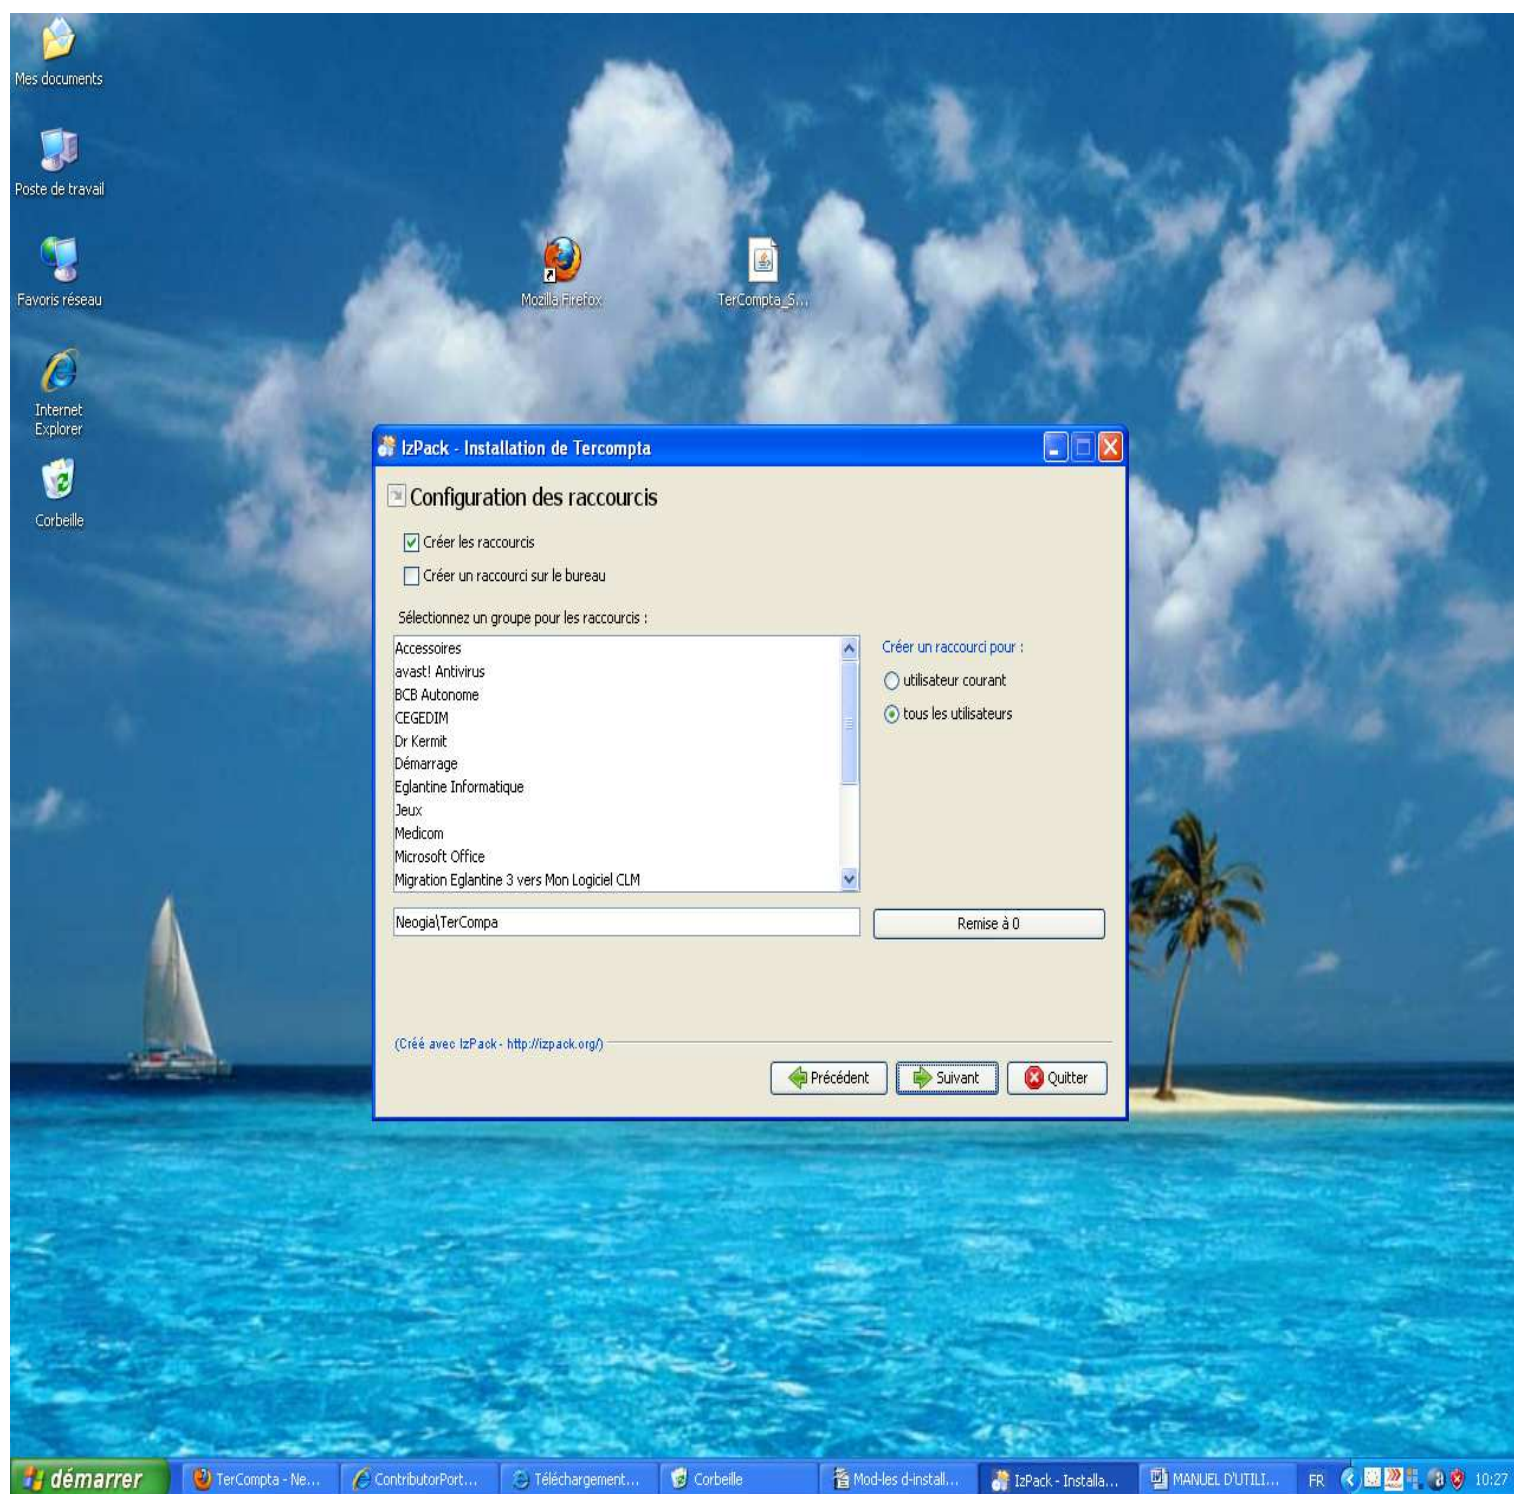 Mes documents
Poste de travail
Favoris réseau
Mozilla Firefox
TerCompta_S...
Internet
Explorer
Corbeille
IzPack - Installation de Tercompta
Configuration des raccourcis
Créer les raccourcis
Créer un raccourci sur le bureau
Sélectionnez un groupe pour les raccourcis :
Accessoires
avast! Antivirus
BCB Autonome
CEGEDIM
Dr Kermit
Démarrage
Eglantine Informatique
Jeux
Medicom
Microsoft Office
Migration Eglantine 3 vers Mon Logiciel CLM
Créer un raccourci pour :
utilisateur courant
tous les utilisateurs
Neogia\TerCompa
Remise à 0
(Créé avec IzPack - http://izpack.org/)
Précédent
Suivant
Quitter
démarrer
TerCompta - Ne...
ContributorPort...
Téléchargement...
Corbeille
Mod-les d-install...
IzPack - Installa...
MANUEL D'UTILI...
FR
10:27